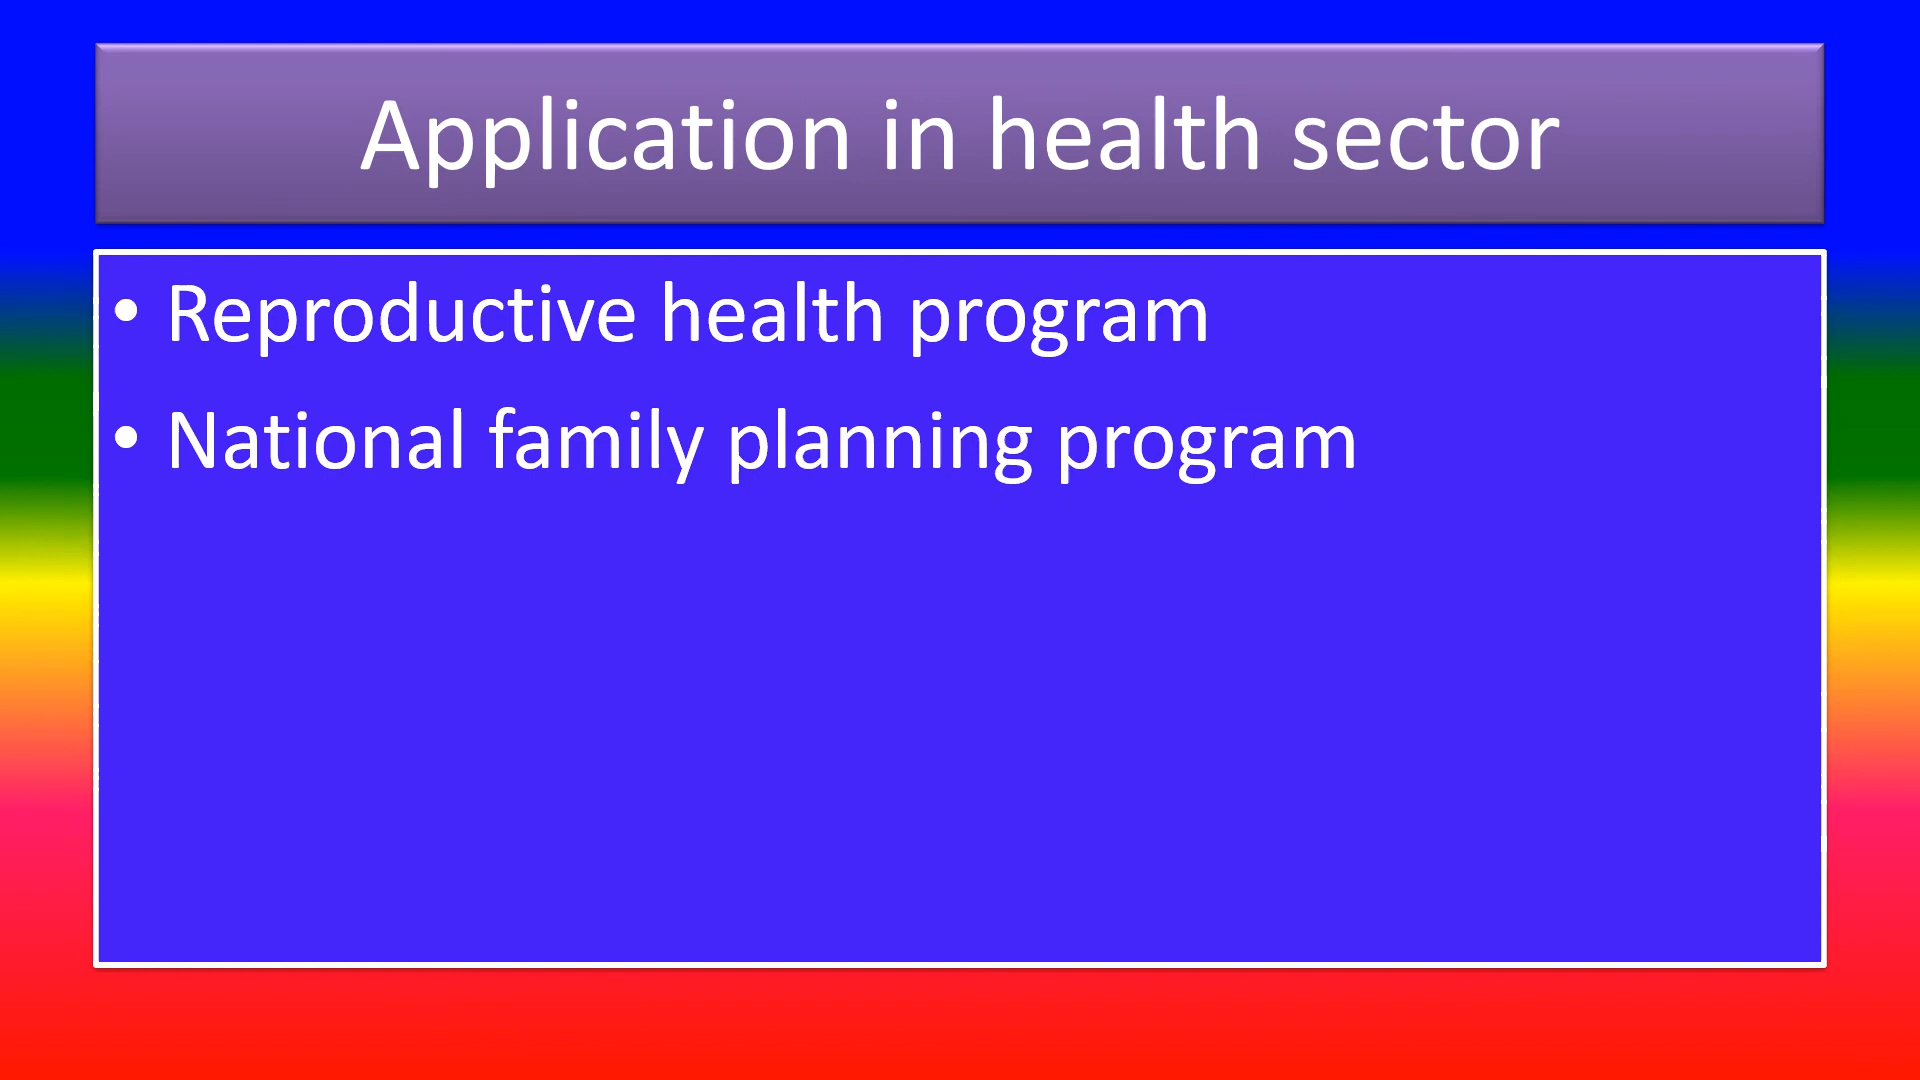 Application in health sector
• Reproductive health program
• National family planning program